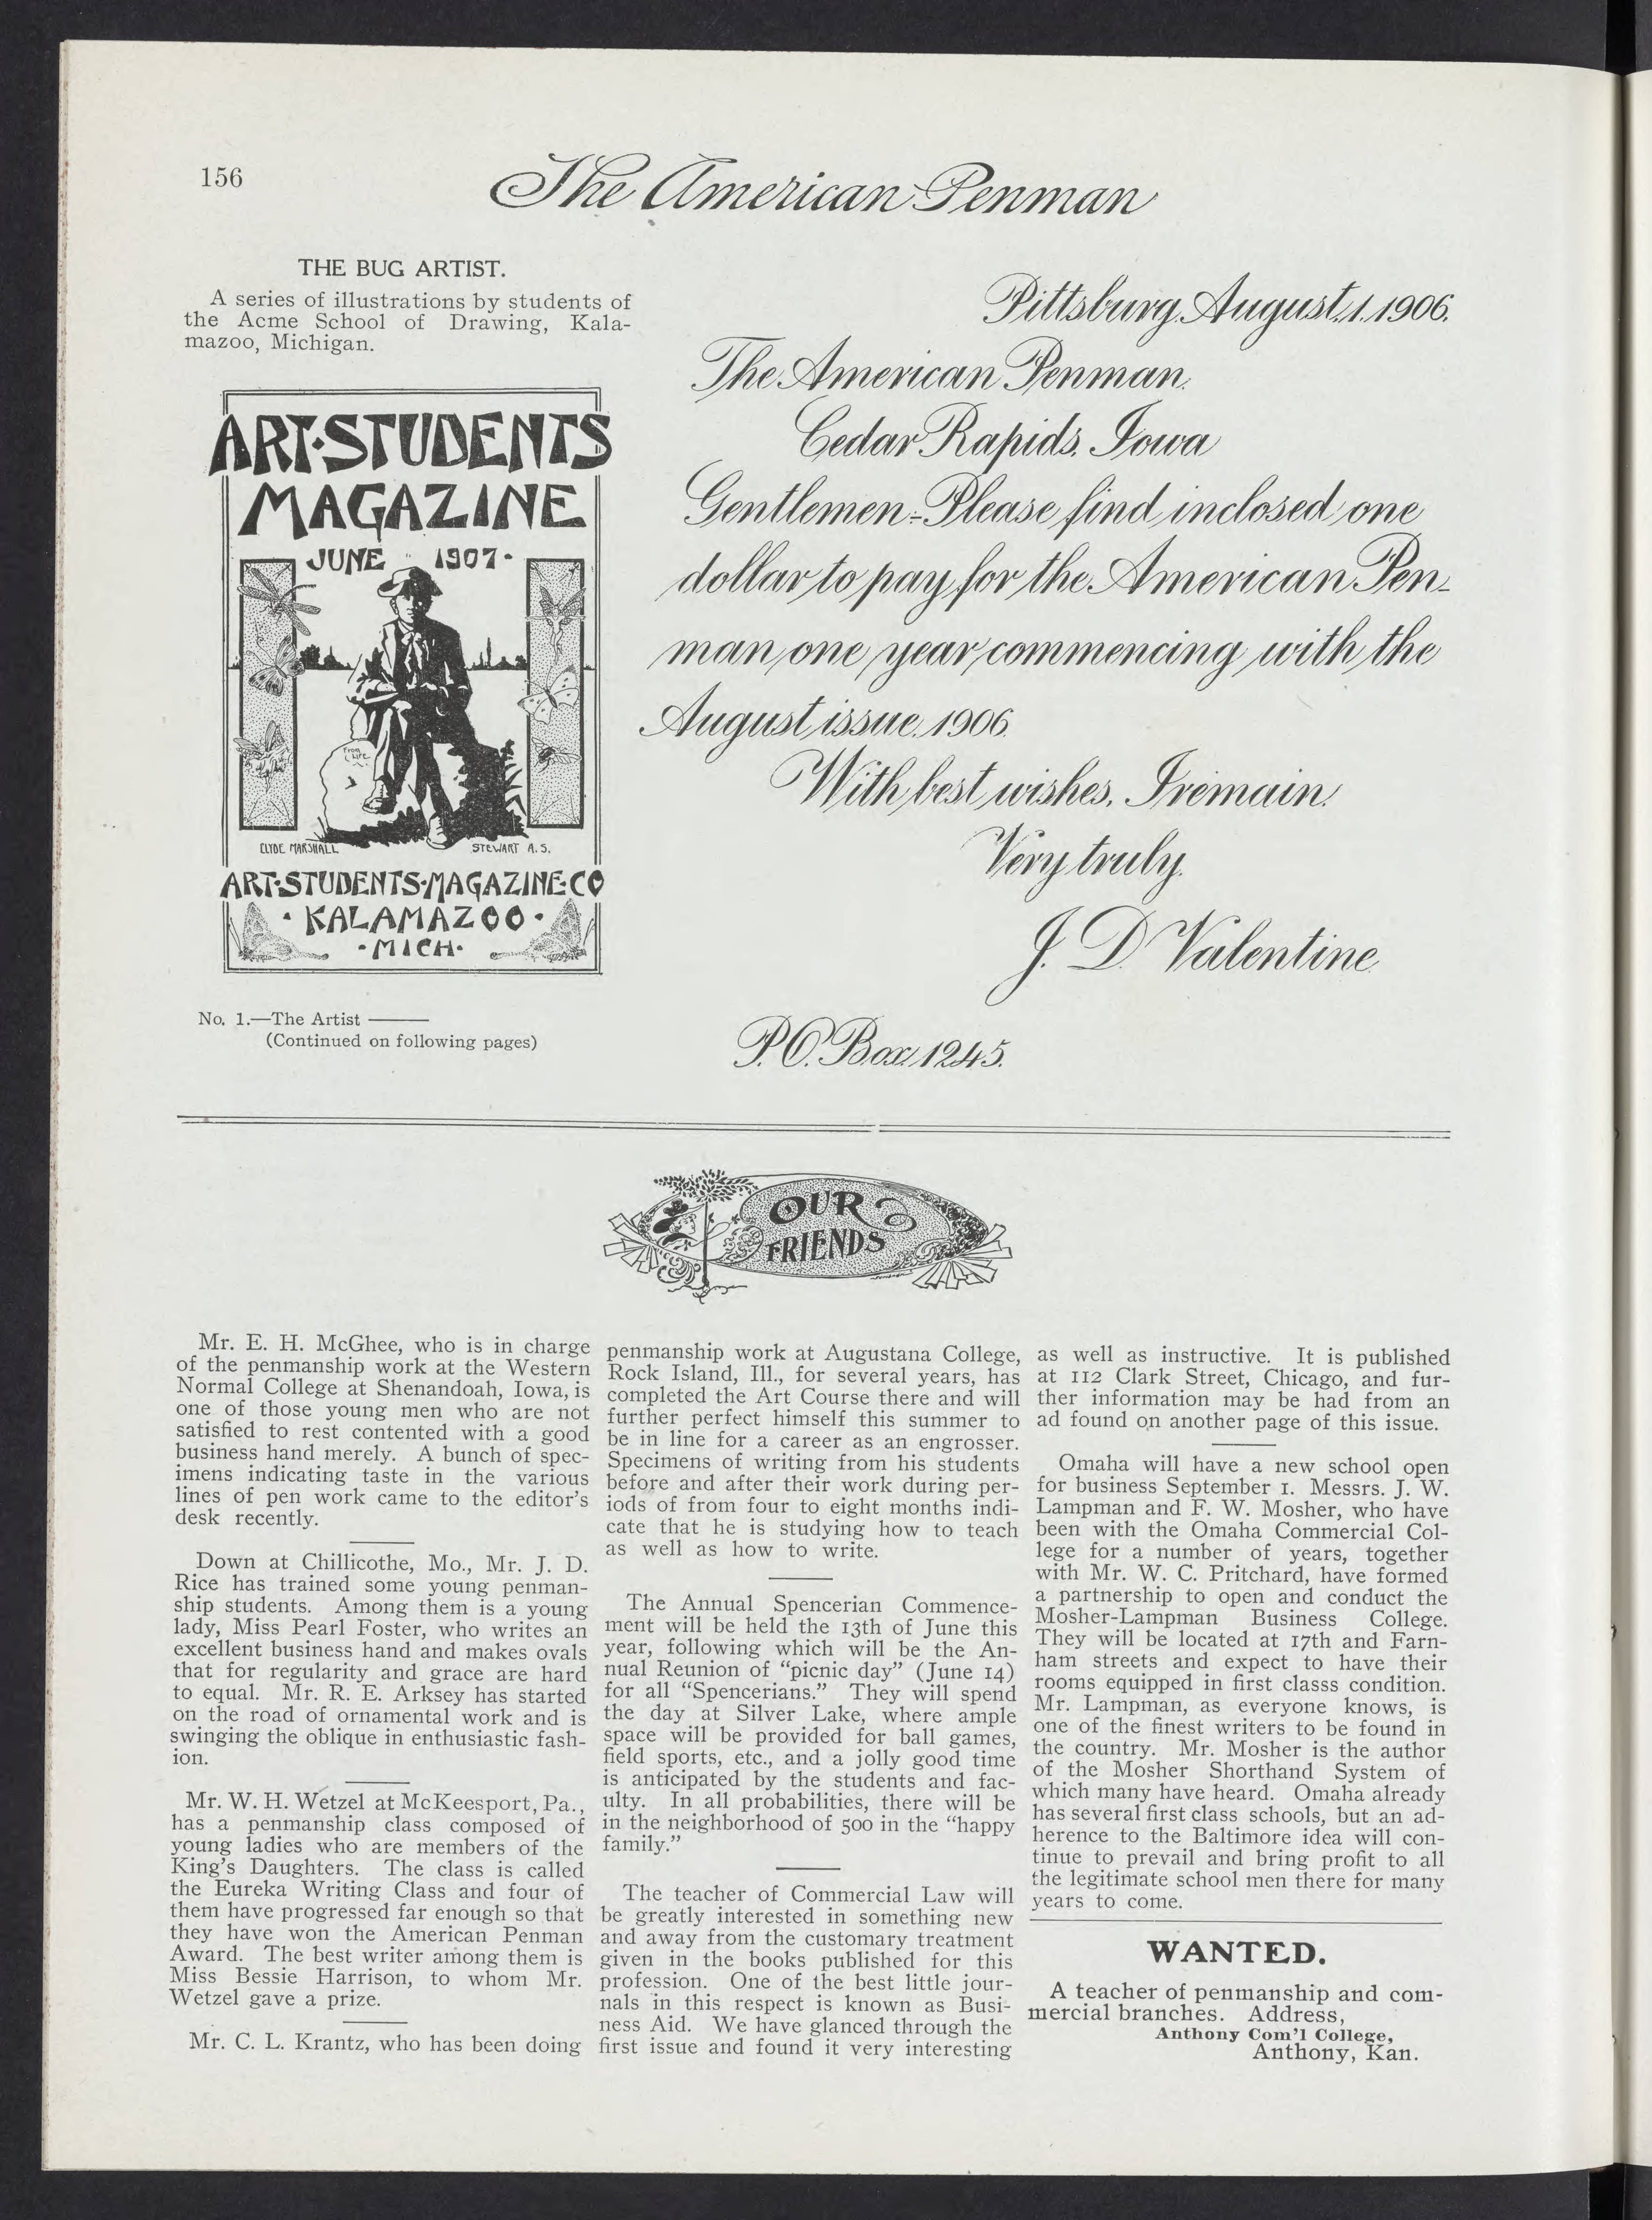 156
The American Penman
THE BUG ARTIST.
A series of illustrations by students of
the Acme School of Drawing, Kala-
mazoo, Michigan.
ART·STUDENTS
MAGAZINE
JUNE 1907
From
Life
CLYDE MARSHALL STEWART A.S.
ART·STUDENTS·MAGAZINE·CO
· KALAMAZOO ·
· MICH ·
No. 1.—The Artist ——
(Continued on following pages)
Pittsburg, August, 1, 1906.
The American Penman,
Cedar Rapids, Iowa
Gentlemen:-Please find inclosed one
dollar to pay for the American Pen-
man one year commencing with the
August issue, 1906.
With best wishes, I remain,
Very truly,
J. D. Valentine,
P.O. Box, 1245.
OUR
FRIENDS
Mr. E. H. McGhee, who is in charge
of the penmanship work at the Western
Normal College at Shenandoah, Iowa, is
one of those young men who are not
satisfied to rest contented with a good
business hand merely. A bunch of spec-
imens indicating taste in the various
lines of pen work came to the editor's
desk recently.
Down at Chillicothe, Mo., Mr. J. D.
Rice has trained some young penman-
ship students. Among them is a young
lady, Miss Pearl Foster, who writes an
excellent business hand and makes ovals
that for regularity and grace are hard
to equal. Mr. R. E. Arksey has started
on the road of ornamental work and is
swinging the oblique in enthusiastic fash-
ion.
Mr. W. H. Wetzel at McKeesport, Pa.,
has a penmanship class composed of
young ladies who are members of the
King's Daughters. The class is called
the Eureka Writing Class and four of
them have progressed far enough so that
they have won the American Penman
Award. The best writer among them is
Miss Bessie Harrison, to whom Mr.
Wetzel gave a prize.
Mr. C. L. Krantz, who has been doing
penmanship work at Augustana College,
Rock Island, Ill., for several years, has
completed the Art Course there and will
further perfect himself this summer to
be in line for a career as an engrosser.
Specimens of writing from his students
before and after their work during per-
iods of from four to eight months indi-
cate that he is studying how to teach
as well as how to write.
The Annual Spencerian Commence-
ment will be held the 13th of June this
year, following which will be the An-
nual Reunion of "picnic day" (June 14)
for all "Spencerians." They will spend
the day at Silver Lake, where ample
space will be provided for ball games,
field sports, etc., and a jolly good time
is anticipated by the students and fac-
ulty. In all probabilities, there will be
in the neighborhood of 500 in the "happy
family."
The teacher of Commercial Law will
be greatly interested in something new
and away from the customary treatment
given in the books published for this
profession. One of the best little jour-
nals in this respect is known as Busi-
ness Aid. We have glanced through the
first issue and found it very interesting
as well as instructive. It is published
at 112 Clark Street, Chicago, and fur-
ther information may be had from an
ad found on another page of this issue.
Omaha will have a new school open
for business September 1. Messrs. J. W.
Lampman and F. W. Mosher, who have
been with the Omaha Commercial Col-
lege for a number of years, together
with Mr. W. C. Pritchard, have formed
a partnership to open and conduct the
Mosher-Lampman Business College.
They will be located at 17th and Farn-
ham streets and expect to have their
rooms equipped in first classs condition.
Mr. Lampman, as everyone knows, is
one of the finest writers to be found in
the country. Mr. Mosher is the author
of the Mosher Shorthand System of
which many have heard. Omaha already
has several first class schools, but an ad-
herence to the Baltimore idea will con-
tinue to prevail and bring profit to all
the legitimate school men there for many
years to come.
WANTED.
A teacher of penmanship and com-
mercial branches. Address,
Anthony Com'l College,
Anthony, Kan.